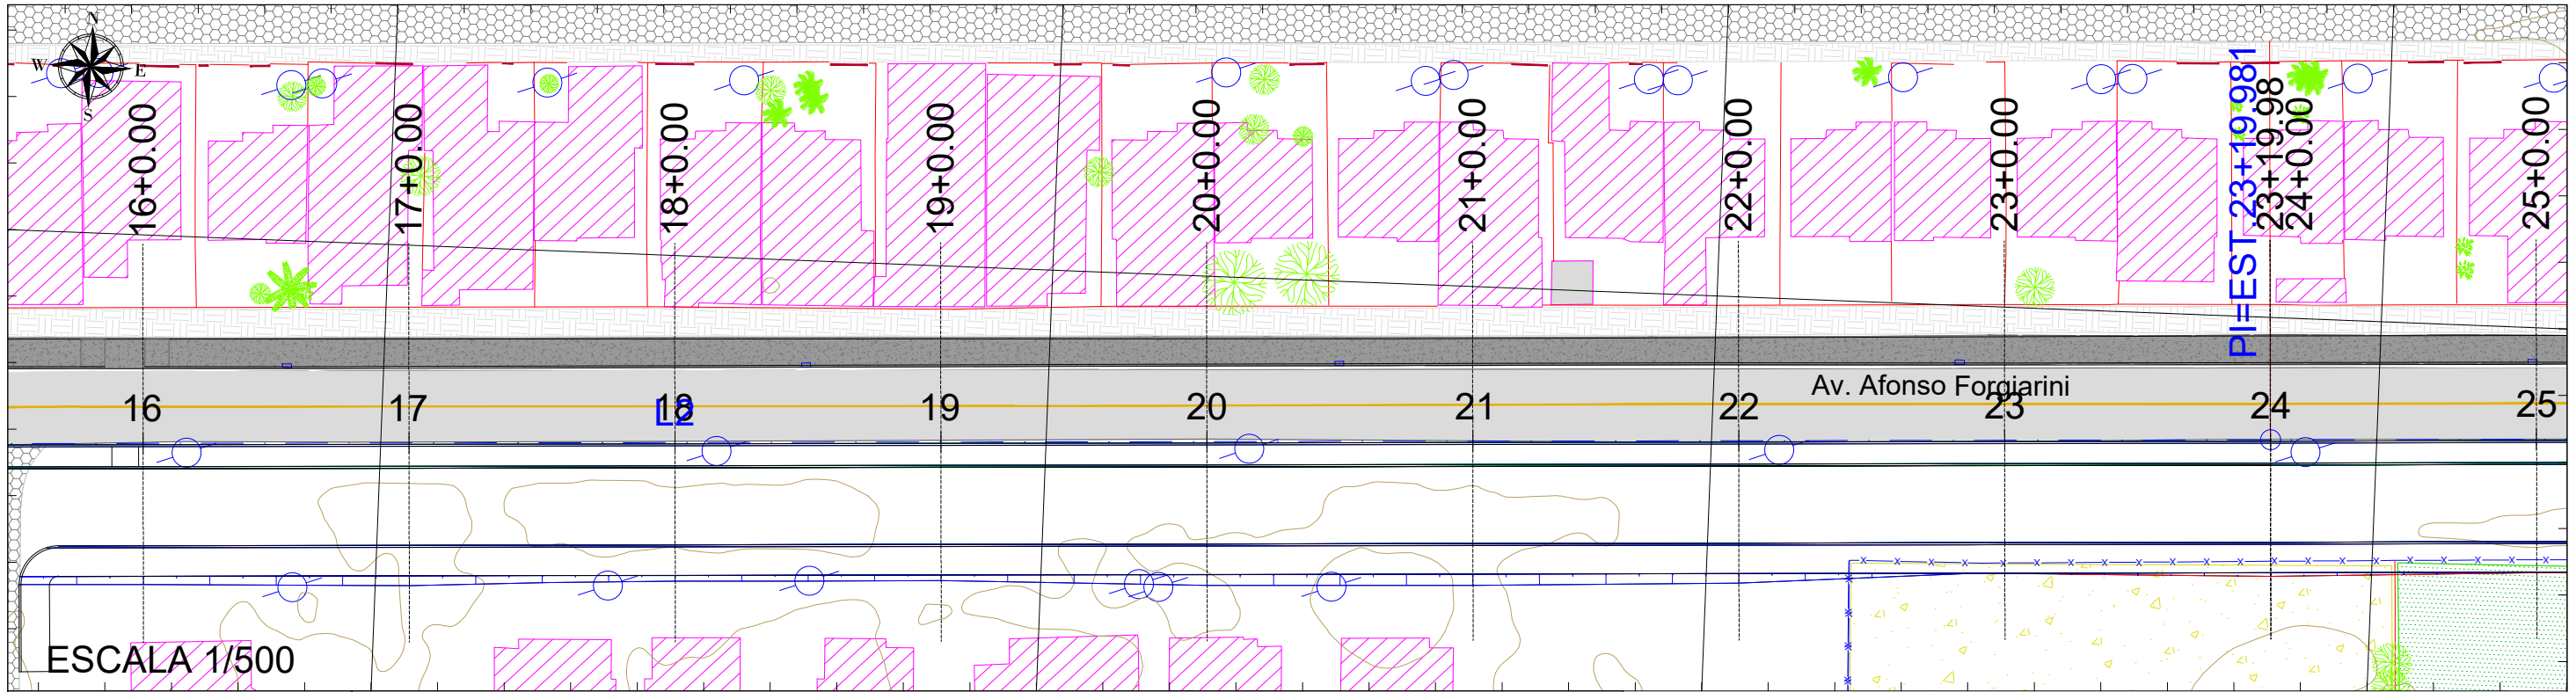 N
W E
S
16+0.00
17+0.00
18+0.00
19+0.00
20+0.00
21+0.00
22+0.00
23+0.00
PI=EST.23+19.981
23+19.98
24+0.00
25+0.00
Av. Afonso Forgiarini
16 17 18 L2 19 20 21 22 23 24 25
ESCALA 1/500